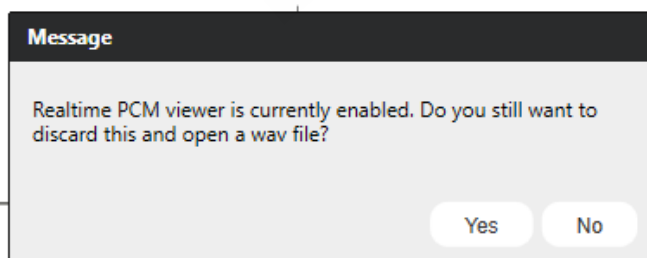 Message
Realtime PCM viewer is currently enabled. Do you still want to
discard this and open a wav file?
Yes No